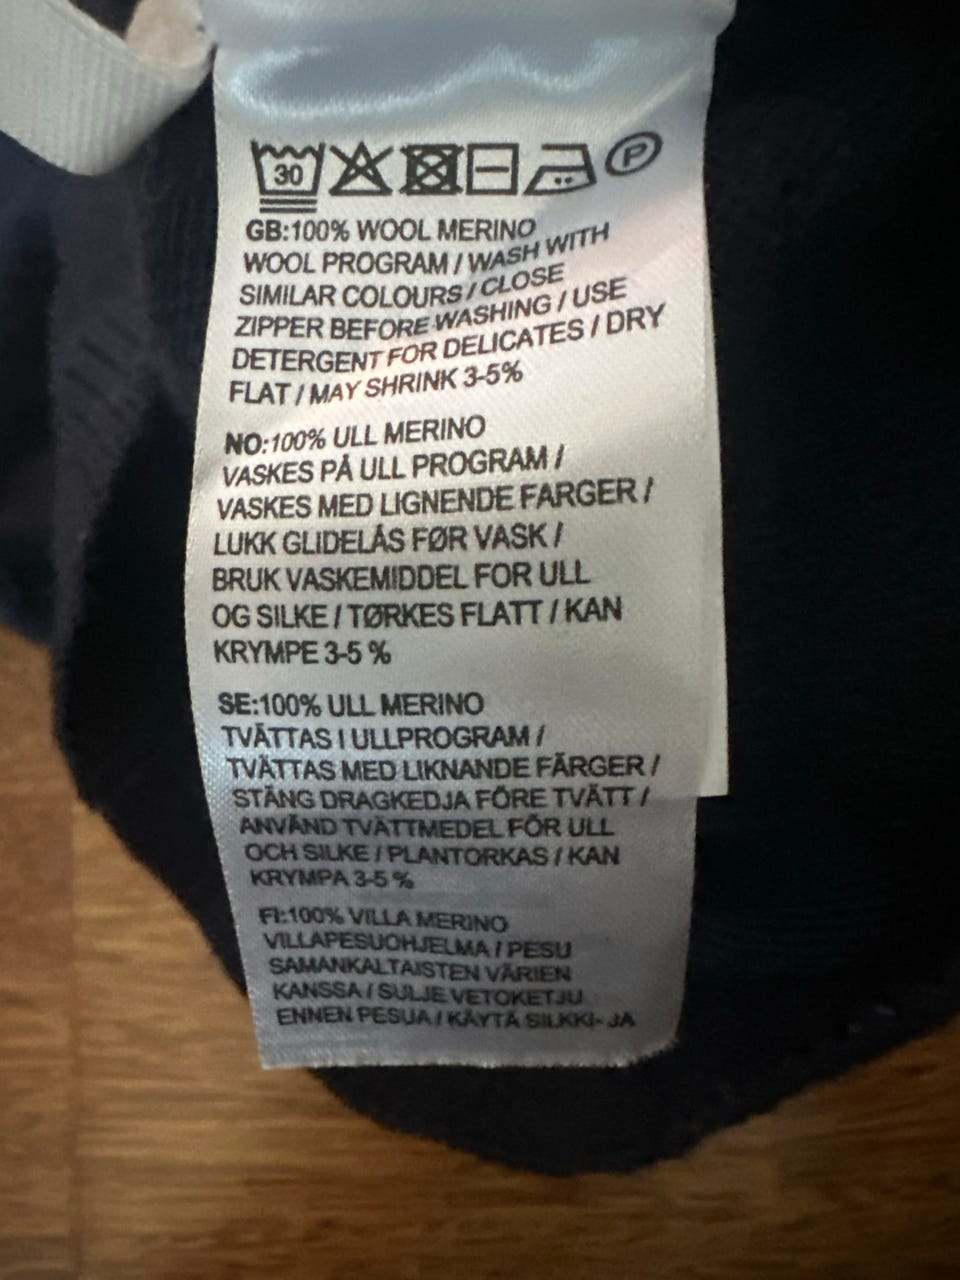 30 P
GB:100% WOOL MERINO
WOOL PROGRAM / WASH WITH
SIMILAR COLOURS / CLOSE
ZIPPER BEFORE WASHING / USE
DETERGENT FOR DELICATES / DRY
FLAT / MAY SHRINK 3-5%
NO:100% ULL MERINO
VASKES PÅ ULL PROGRAM /
VASKES MED LIGNENDE FARGER /
LUKK GLIDELÅS FØR VASK /
BRUK VASKEMIDDEL FOR ULL
OG SILKE / TØRKES FLATT / KAN
KRYMPE 3-5 %
SE:100% ULL MERINO
TVÄTTAS I ULLPROGRAM /
TVÄTTAS MED LIKNANDE FÄRGER /
STÄNG DRAGKEDJA FÖRE TVÄTT /
ANVÄND TVÄTTMEDEL FÖR ULL
OCH SILKE / PLANTORKAS / KAN
KRYMPA 3-5 %
FI:100% VILLA MERINO
VILLAPESUOHJELMA / PESU
SAMANKALTAISTEN VÄRIEN
KANSSA / SULJE VETOKETJU
ENNEN PESUA / KÄYTÄ SILKKI- JA